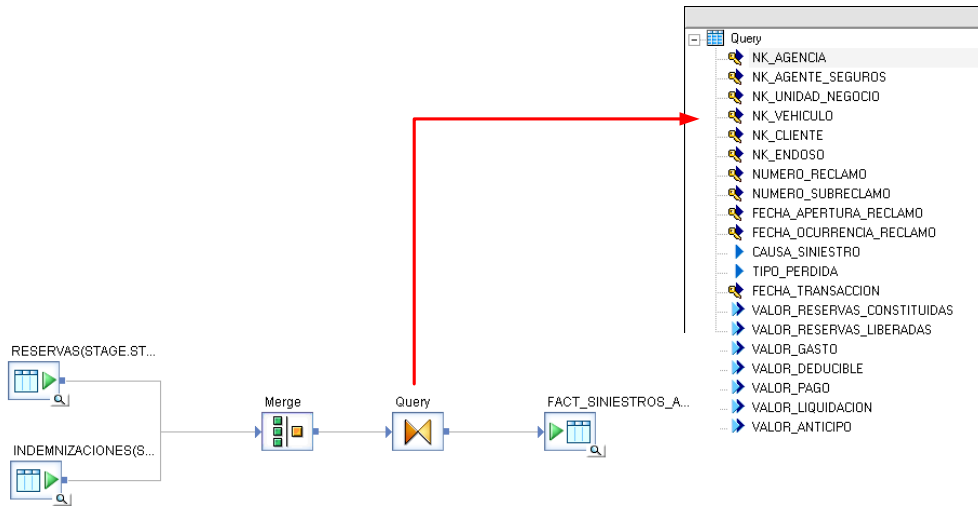 Query
NK_AGENCIA
NK_AGENTE_SEGUROS
NK_UNIDAD_NEGOCIO
NK_VEHICULO
NK_CLIENTE
NK_ENDOSO
NUMERO_RECLAMO
NUMERO_SUBRECLAMO
FECHA_APERTURA_RECLAMO
FECHA_OCURRENCIA_RECLAMO
CAUSA_SINIESTRO
TIPO_PERDIDA
FECHA_TRANSACCION
VALOR_RESERVAS_CONSTITUIDAS
VALOR_RESERVAS_LIBERADAS
VALOR_GASTO
VALOR_DEDUCIBLE
VALOR_PAGO
VALOR_LIQUIDACION
VALOR_ANTICIPO
RESERVAS(STAGE.ST...
Merge
Query
FACT_SINIESTROS_A...
INDEMNIZACIONES(S...